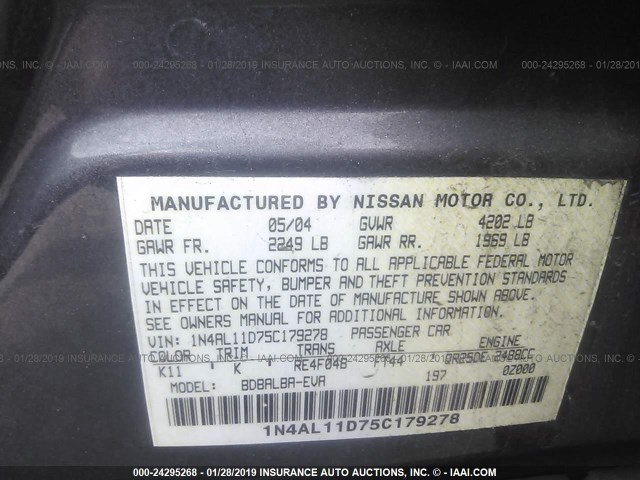 000-24295268 - 01/28/2019 INSURANCE AUTO AUCTIONS, INC. - © - IAAI.COM
MANUFACTURED BY NISSAN MOTOR CO., LTD.
DATE 05/04 GVWR 4202 LB
GAWR FR. 2249 LB GAWR RR. 1969 LB
THIS VEHICLE CONFORMS TO ALL APPLICABLE FEDERAL MOTOR
VEHICLE SAFETY, BUMPER AND THEFT PREVENTION STANDARDS
IN EFFECT ON THE DATE OF MANUFACTURE SHOWN ABOVE.
SEE OWNERS MANUAL FOR ADDITIONAL INFORMATION.
VIN: 1N4AL11D75C179278 PASSENGER CAR
COLOR TRIM TRANS AXLE ENGINE
K11 K RE4F04B FT44 QR25DE 2488CC
MODEL: BDBALBA-EVA 197 0Z000
1N4AL11D75C179278
000-24295268 - 01/28/2019 INSURANCE AUTO AUCTIONS, INC. - © - IAAI.COM